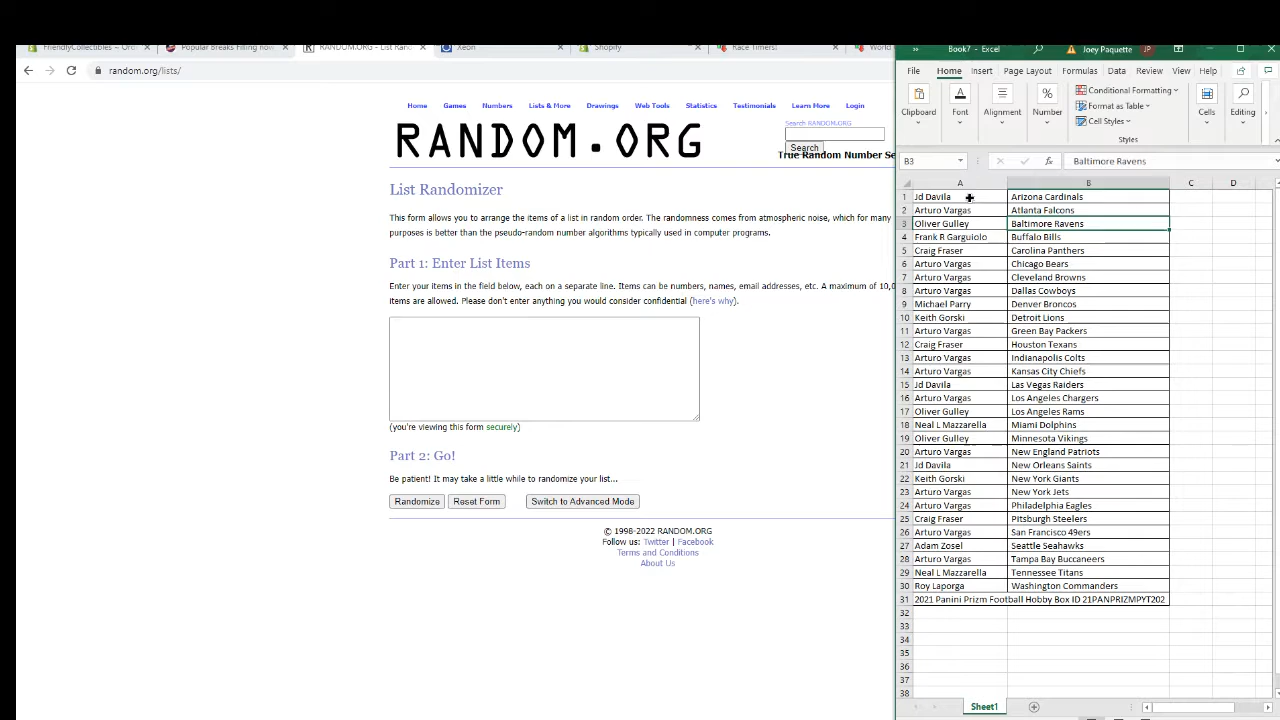 FriendlyCollectibles ~ Or
Popular Breaks Filling now
RANDOM.ORG - List Ran
Xeon
Shopify
Race Timers!
World
random.org/lists/
Home Games Numbers Lists & More Drawings Web Tools Statistics Testimonials Learn More Login
Search RANDOM.ORG
RANDOM.ORG
Search
True Random Number Se
List Randomizer
This form allows you to arrange the items of a list in random order. The randomness comes from atmospheric noise, which for many
purposes is better than the pseudo-random number algorithms typically used in computer programs.
Part 1: Enter List Items
Enter your items in the field below, each on a separate line. Items can be numbers, names, email addresses, etc. A maximum of 10,0
items are allowed. Please don't enter anything you would consider confidential (here's why).
(you're viewing this form securely)
Part 2: Go!
Be patient! It may take a little while to randomize your list...
Randomize Reset Form Switch to Advanced Mode
© 1998-2022 RANDOM.ORG
Follow us: Twitter | Facebook
Terms and Conditions
About Us
Book7 - Excel Joey Paquette JP
File Home Insert Page Layout Formulas Data Review View Help
Clipboard Font Alignment Number
Conditional Formatting
Format as Table
Cell Styles
Styles
Cells Editing
B3 fx Baltimore Ravens
A B C D
1 Jd Davila Arizona Cardinals
2 Arturo Vargas Atlanta Falcons
3 Oliver Gulley Baltimore Ravens
4 Frank R Garguiolo Buffalo Bills
5 Craig Fraser Carolina Panthers
6 Arturo Vargas Chicago Bears
7 Arturo Vargas Cleveland Browns
8 Arturo Vargas Dallas Cowboys
9 Michael Parry Denver Broncos
10 Keith Gorski Detroit Lions
11 Arturo Vargas Green Bay Packers
12 Craig Fraser Houston Texans
13 Arturo Vargas Indianapolis Colts
14 Arturo Vargas Kansas City Chiefs
15 Jd Davila Las Vegas Raiders
16 Arturo Vargas Los Angeles Chargers
17 Oliver Gulley Los Angeles Rams
18 Neal L Mazzarella Miami Dolphins
19 Oliver Gulley Minnesota Vikings
20 Arturo Vargas New England Patriots
21 Jd Davila New Orleans Saints
22 Keith Gorski New York Giants
23 Arturo Vargas New York Jets
24 Arturo Vargas Philadelphia Eagles
25 Craig Fraser Pittsburgh Steelers
26 Arturo Vargas San Francisco 49ers
27 Adam Zosel Seattle Seahawks
28 Arturo Vargas Tampa Bay Buccaneers
29 Neal L Mazzarella Tennessee Titans
30 Roy Laporga Washington Commanders
31 2021 Panini Prizm Football Hobby Box ID 21PANPRIZMPYT202
32
33
34
35
36
37
38
Sheet1